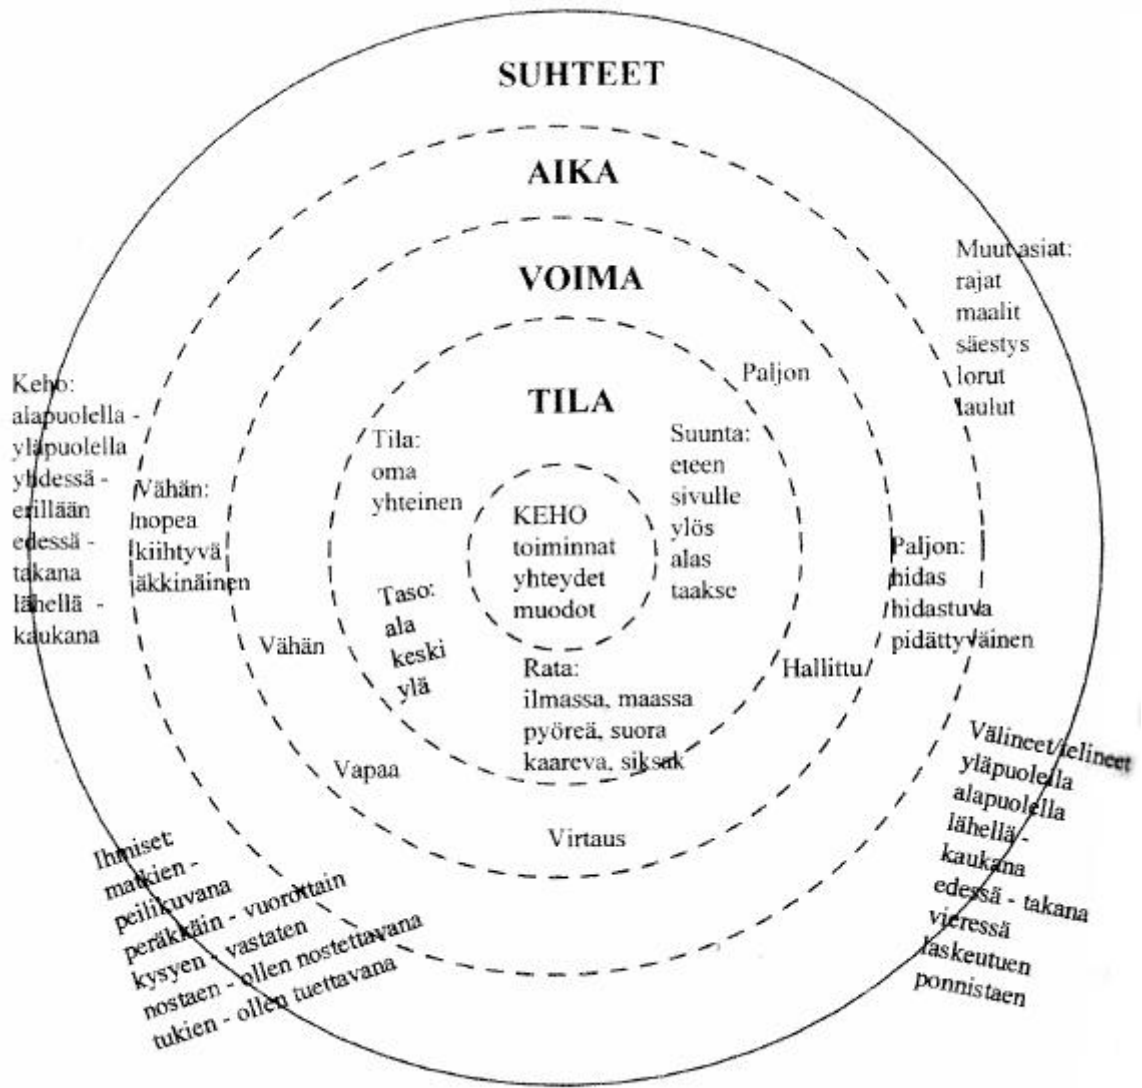 SUHTEET
AIKA
VOIMA
TILA
KEHO
toiminnat
yhteydet
muodot
Tila:
oma
yhteinen
Suunta:
eteen
sivulle
ylös
alas
taakse
Taso:
ala
keski
ylä
Rata:
ilmassa, maassa
pyöreä, suora
kaareva, siksak
Paljon
Vähän
Hallittu
Vapaa
Virtaus
Vähän:
nopea
kiihtyvä
äkkinäinen
Paljon:
hidas
hidastuva
pidättyväinen
Keho:
alapuolella -
yläpuolella
yhdessä -
erillään
edessä -
takana
lähellä -
kaukana
Muut asiat:
rajat
maalit
säestys
lorut
laulut
Ihmiset:
matkien -
peilikuvana
peräkkäin - vuorottain
kysyen - vastaten
nostaen - ollen nostettavana
tukien - ollen tuettavana
Välineet/telineet
yläpuolella
alapuolella
lähellä -
kaukana
edessä - takana
vieressä
laskeutuen
ponnistaen